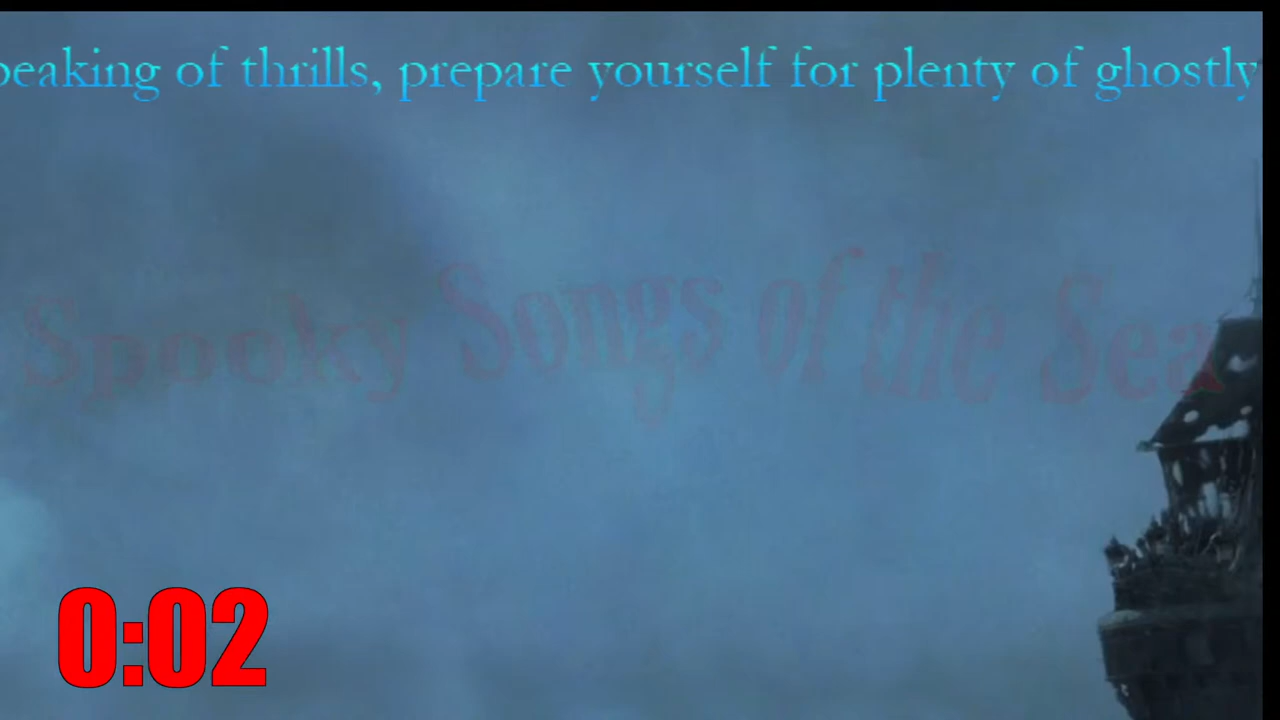 peaking of thrills, prepare yourself for plenty of ghostly
Spooky Songs of the Sea
0:02